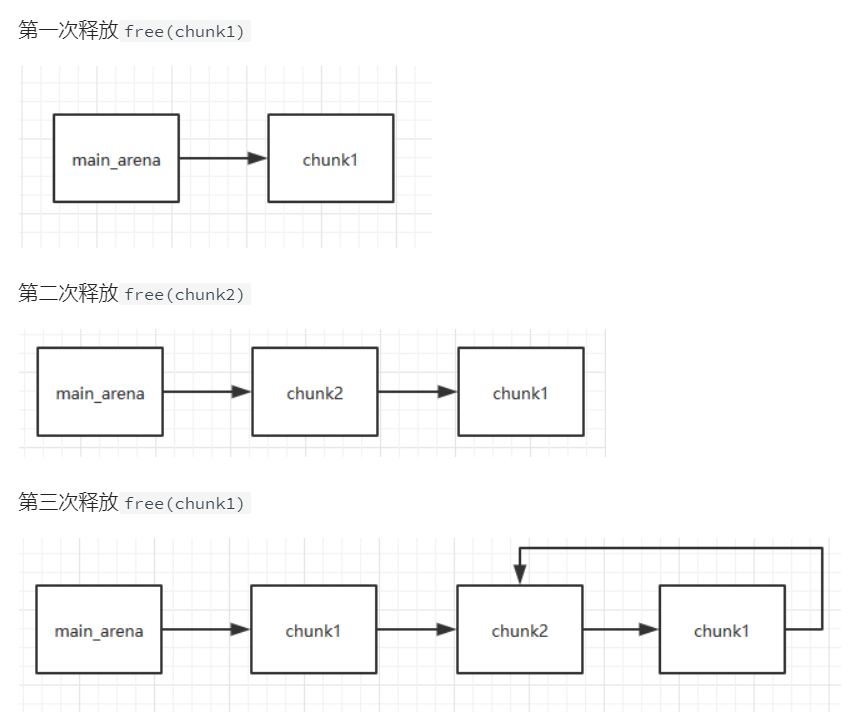 第一次释放 free(chunk1)
main_arena chunk1
第二次释放 free(chunk2)
main_arena chunk2 chunk1
第三次释放 free(chunk1)
main_arena chunk1 chunk2 chunk1